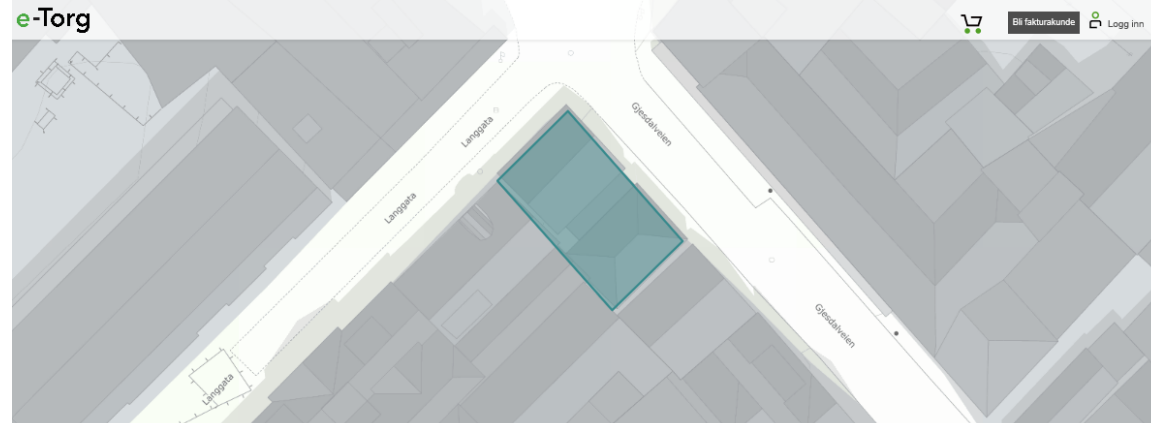 e-Torg
Bli fakturakunde
Logg inn
Gjesdalveien
Langgata
Langgata
Gjesdalveien
Langgata